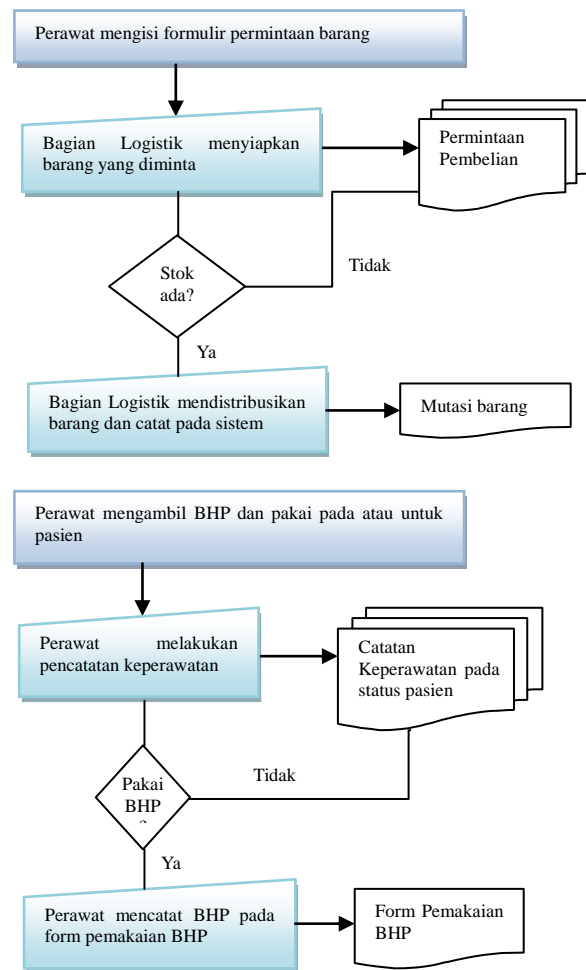 Perawat mengisi formulir permintaan barang
Bagian Logistik menyiapkan
barang yang diminta
Permintaan
Pembelian
Stok
ada?
Tidak
Ya
Bagian Logistik mendistribusikan
barang dan catat pada sistem
Mutasi barang
Perawat mengambil BHP dan pakai pada atau untuk
pasien
Perawat melakukan
pencatatan keperawatan
Catatan
Keperawatan pada
status pasien
Pakai
BHP
?
Tidak
Ya
Perawat mencatat BHP pada
form pemakaian BHP
Form Pemakaian
BHP